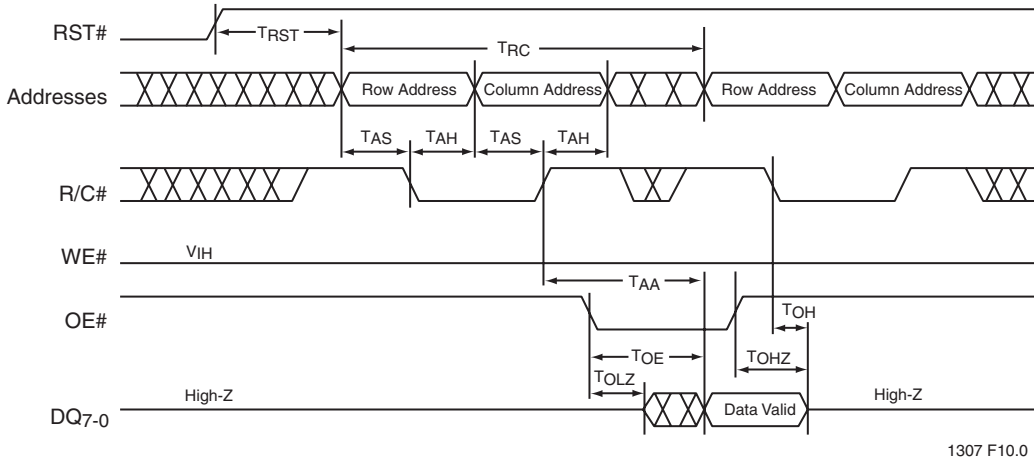 RST#
TRST
TRC
Addresses
Row Address
Column Address
Row Address
Column Address
TAS
TAH
TAS
TAH
R/C#
WE#
VIH
TAA
OE#
TOH
TOE
TOHZ
TOLZ
DQ7-0
High-Z
Data Valid
High-Z
1307 F10.0